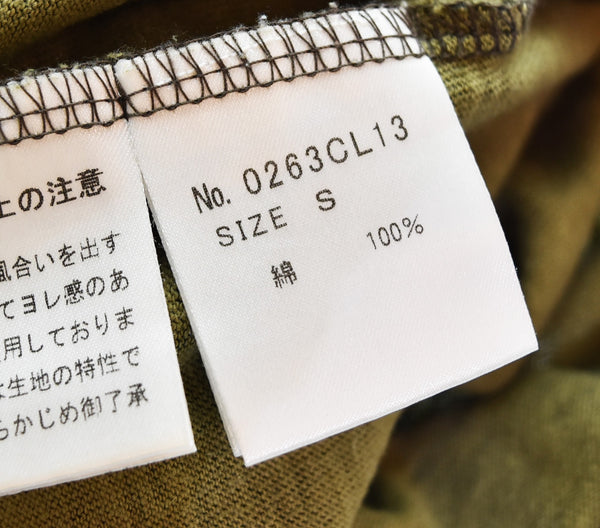 上の注意
風合いを出す
てヨレ感のあ
用しておりま
な生地の特性で
らかじめ御了承
No. 0263CL13
SIZE S
綿 100%